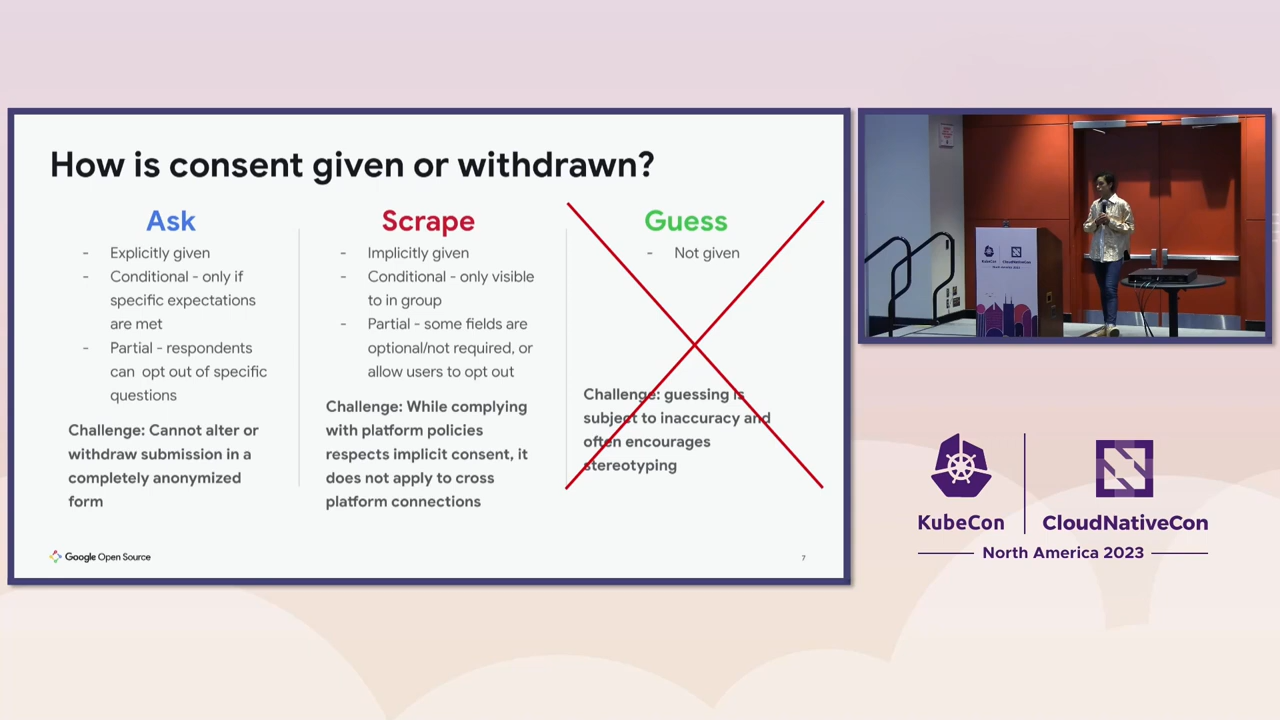 How is consent given or withdrawn?
Ask
- Explicitly given
- Conditional - only if
specific expectations
are met
- Partial - respondents
can opt out of specific
questions
Challenge: Cannot alter or
withdraw submission in a
completely anonymized
form
Scrape
- Implicitly given
- Conditional - only visible
to in group
- Partial - some fields are
optional/not required, or
allow users to opt out
Challenge: While complying
with platform policies
respects implicit consent, it
does not apply to cross
platform connections
Guess
- Not given
Challenge: guessing is
subject to inaccuracy and
often encourages
stereotyping
Google Open Source
7
KubeCon
CloudNativeCon
North America 2023
KubeCon
CloudNativeCon
North America 2023